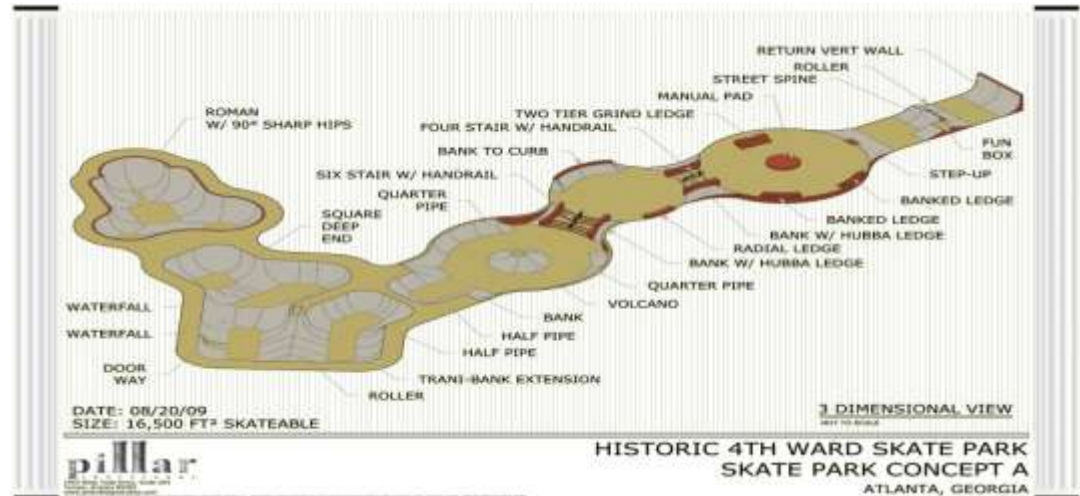 RETURN VERT WALL
ROLLER
STREET SPINE
MANUAL PAD
TWO TIER GRIND LEDGE
FOUR STAIR W/ HANDRAIL
BANK TO CURB
SIX STAIR W/ HANDRAIL
QUARTER
PIPE
ROMAN
W/ 90° SHARP HIPS
SQUARE
DEEP
END
WATERFALL
WATERFALL
DOOR
WAY
FUN
BOX
STEP-UP
BANKED LEDGE
BANKED LEDGE
BANK W/ HUBBA LEDGE
RADIAL LEDGE
BANK W/ HUBBA LEDGE
QUARTER PIPE
VOLCANO
BANK
HALF PIPE
HALF PIPE
TRANI-BANK EXTENSION
ROLLER
DATE: 08/20/09
SIZE: 16,500 FT² SKATEABLE
3 DIMENSIONAL VIEW
NOT TO SCALE
pillar
HISTORIC 4TH WARD SKATE PARK
SKATE PARK CONCEPT A
ATLANTA, GEORGIA